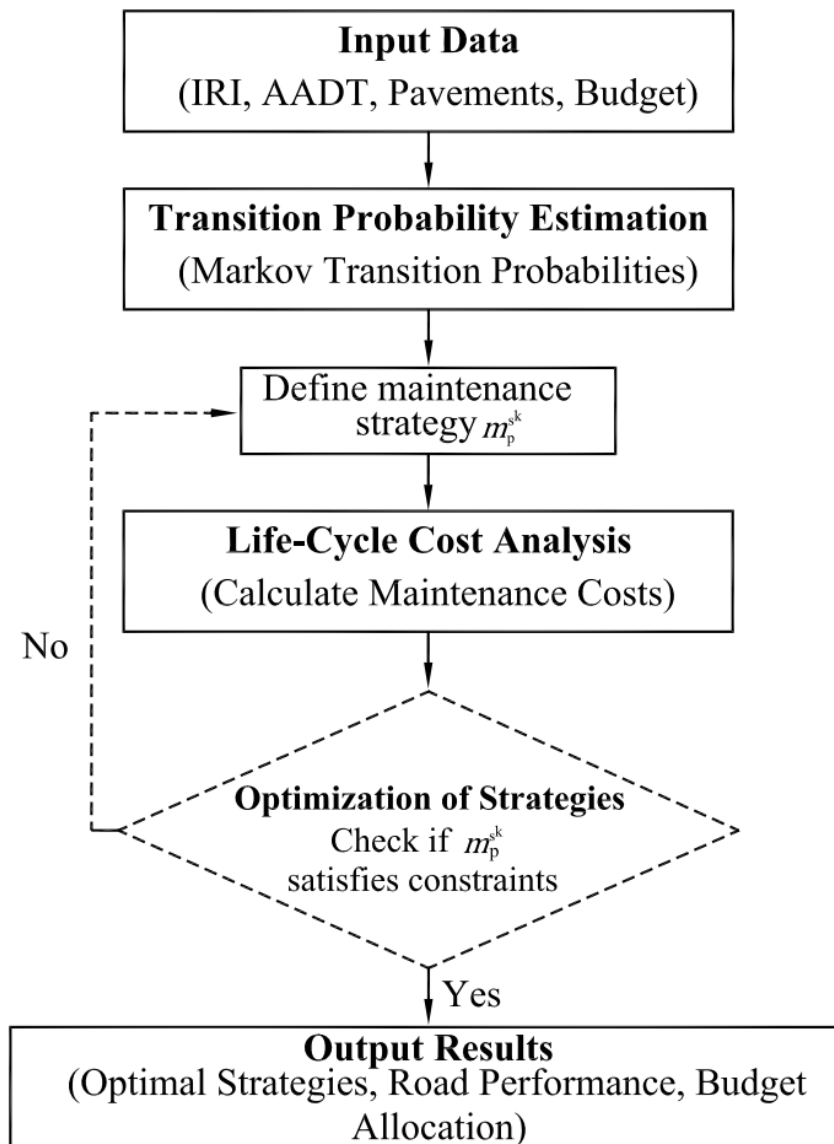 Input Data
(IRI, AADT, Pavements, Budget)
Transition Probability Estimation
(Markov Transition Probabilities)
Define maintenance
strategy m_p^{s^k}
Life-Cycle Cost Analysis
(Calculate Maintenance Costs)
No
Optimization of Strategies
Check if m_p^{s^k}
satisfies constraints
Yes
Output Results
(Optimal Strategies, Road Performance, Budget
Allocation)